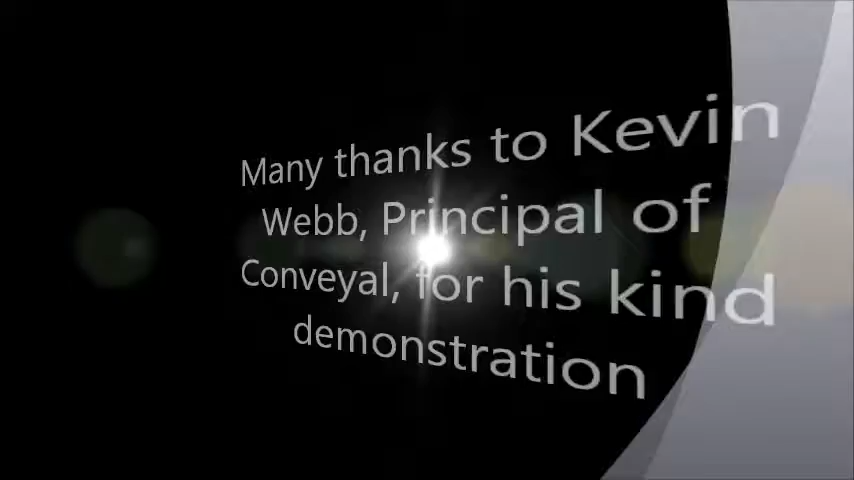 Many thanks to Kevin
Webb, Principal of
Conveyal, for his kind
demonstration